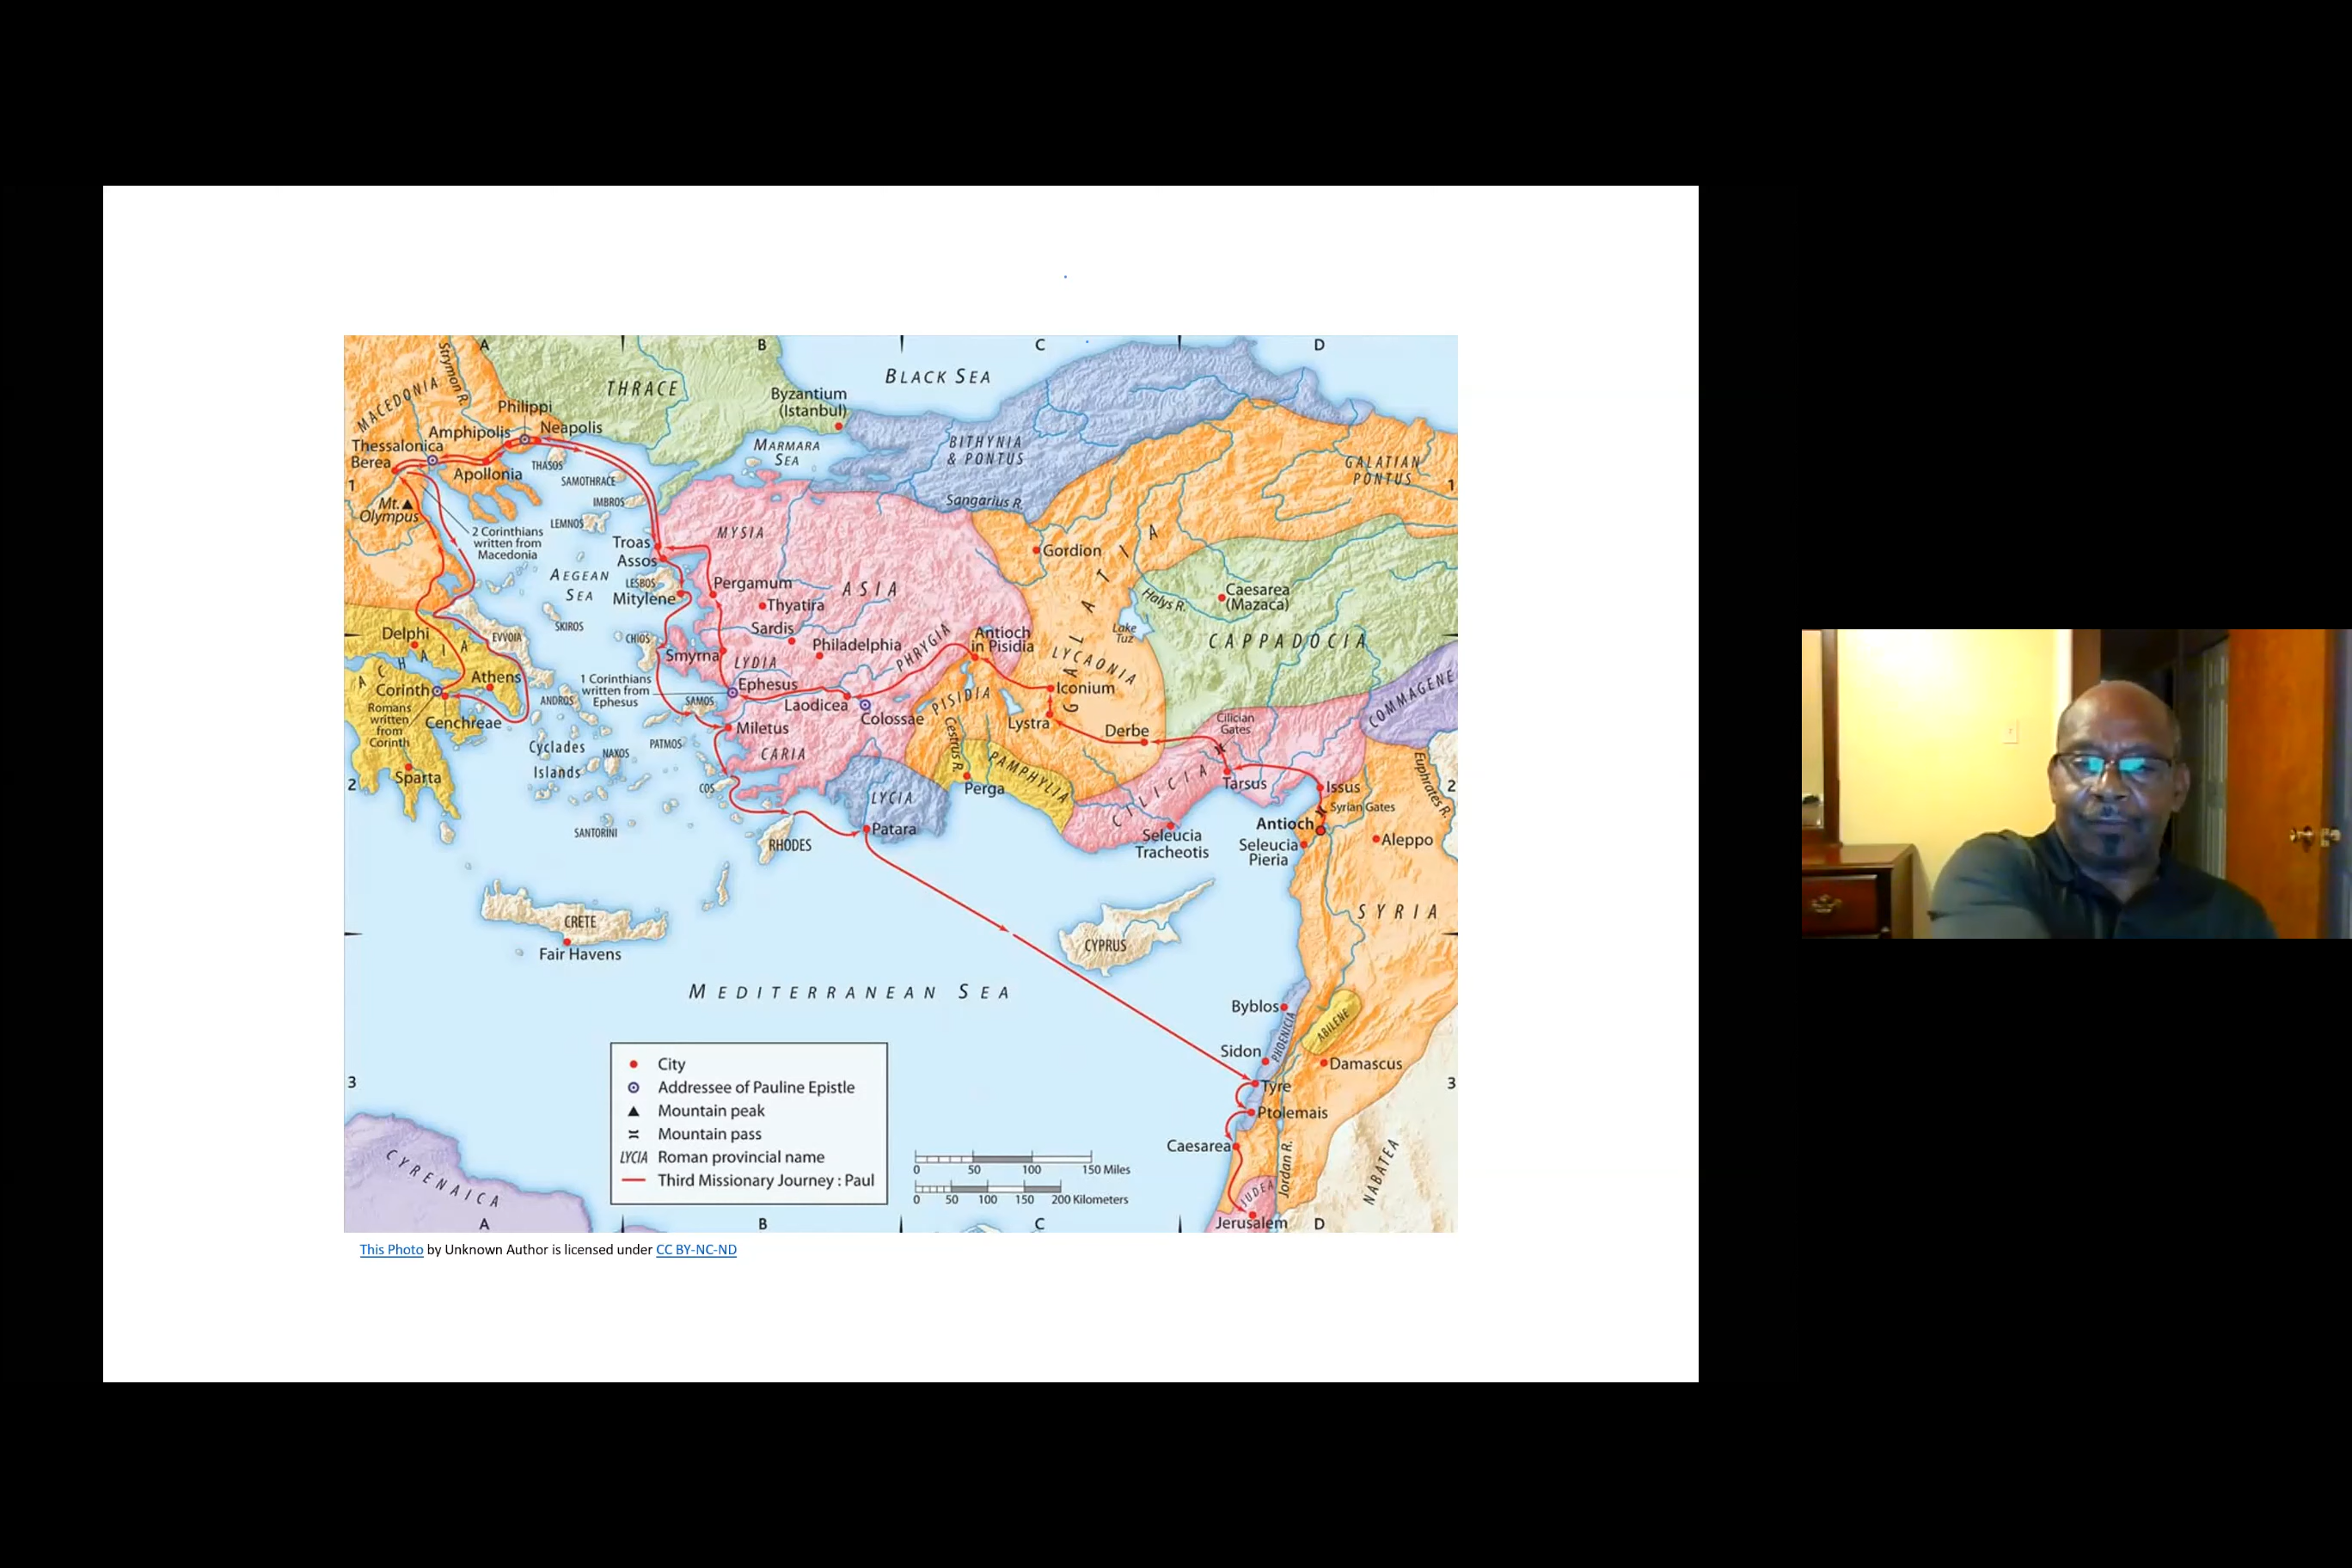 A
B
C
D
BLACK SEA
THRACE
Byzantium
(Istanbul)
Strymon R.
MACEDONIA
Philippi
Neapolis
Amphipolis
Thessalonica
Berea
Apollonia
THASOS
SAMOTHRACE
IMBROS
LEMNOS
MARMARA
SEA
BITHYNIA
& PONTUS
Sangarius R.
GALATIAN
PONTUS
1
1
Mt.
Olympus
2 Corinthians
written from
Macedonia
Troas
Assos
MYSIA
AEGEAN
SEA
LESBOS
Mitylene
Pergamum
Thyatira
ASIA
Gordion
GALATIA
Halys R.
Caesarea
(Mazaca)
CAPPADOCIA
Lake
Tuz
SKIROS
CHIOS
EVVOIA
Delphi
ACHAIA
Sardis
Philadelphia
Smyrna
LYDIA
PHRYGIA
Antioch
in Pisidia
LYCAONIA
Iconium
Athens
Corinth
Romans
written
from
Corinth
Cenchreae
1 Corinthians
written from
Ephesus
Ephesus
ANDROS
SAMOS
Laodicea
Colossae
PISIDIA
Cestrus R.
Lystra
Derbe
Cilician
Gates
COMMAGENE
Miletus
CARIA
Cyclades
Islands
NAXOS
PATMOS
Sparta
2
2
COS
LYCIA
Perga
PAMPHYLIA
CILICIA
Tarsus
Issus
Syrian Gates
Euphrates R.
SANTORINI
RHODES
Patara
Seleucia
Tracheotis
Antioch
Seleucia
Pieria
Aleppo
SYRIA
CRETE
Fair Havens
CYPRUS
MEDITERRANEAN SEA
Byblos
PHOENICIA
ABILENE
Sidon
Damascus
Tyre
Ptolemais
Caesarea
Jordan R.
JUDEA
NABATEA
Jerusalem
3
3
CYRENAICA
City
Addressee of Pauline Epistle
Mountain peak
Mountain pass
LYCIA Roman provincial name
Third Missionary Journey : Paul
0 50 100 150 Miles
0 50 100 150 200 Kilometers
A
B
C
D
This Photo by Unknown Author is licensed under CC BY-NC-ND